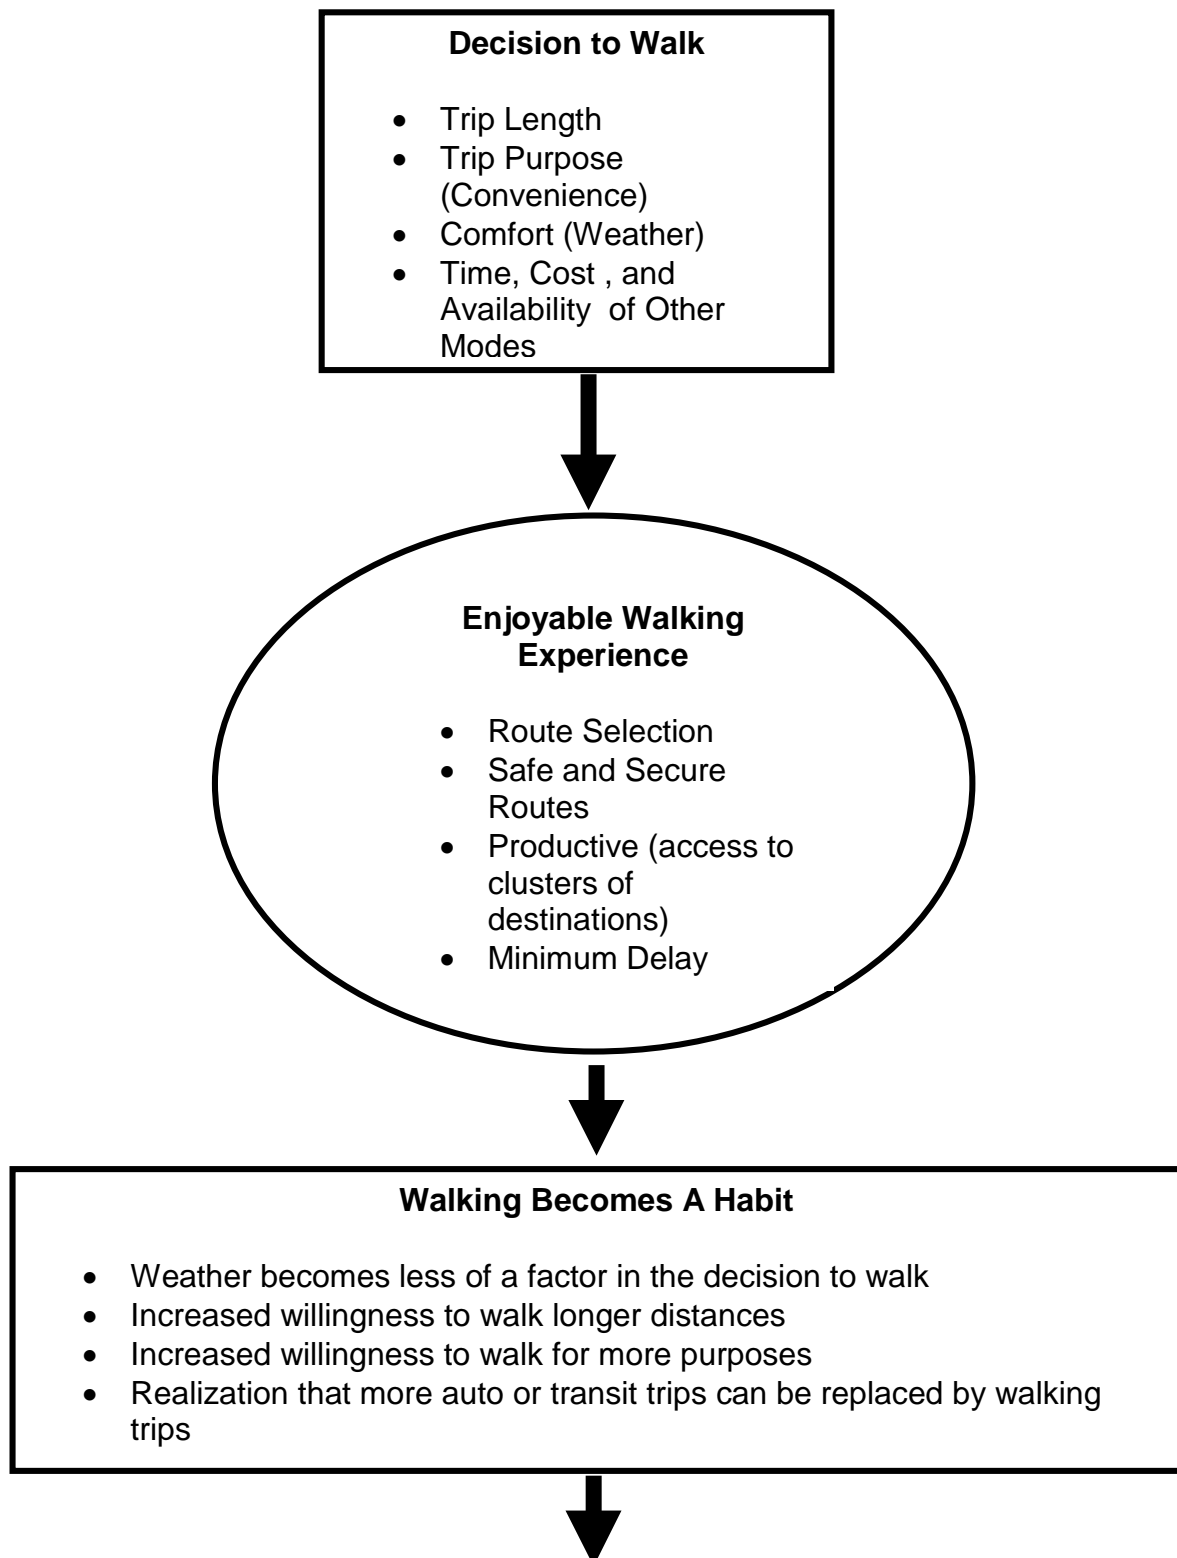 Decision to Walk
• Trip Length
• Trip Purpose
(Convenience)
• Comfort (Weather)
• Time, Cost , and
Availability of Other
Modes
Enjoyable Walking
Experience
• Route Selection
• Safe and Secure
Routes
• Productive (access to
clusters of
destinations)
• Minimum Delay
Walking Becomes A Habit
• Weather becomes less of a factor in the decision to walk
• Increased willingness to walk longer distances
• Increased willingness to walk for more purposes
• Realization that more auto or transit trips can be replaced by walking
trips